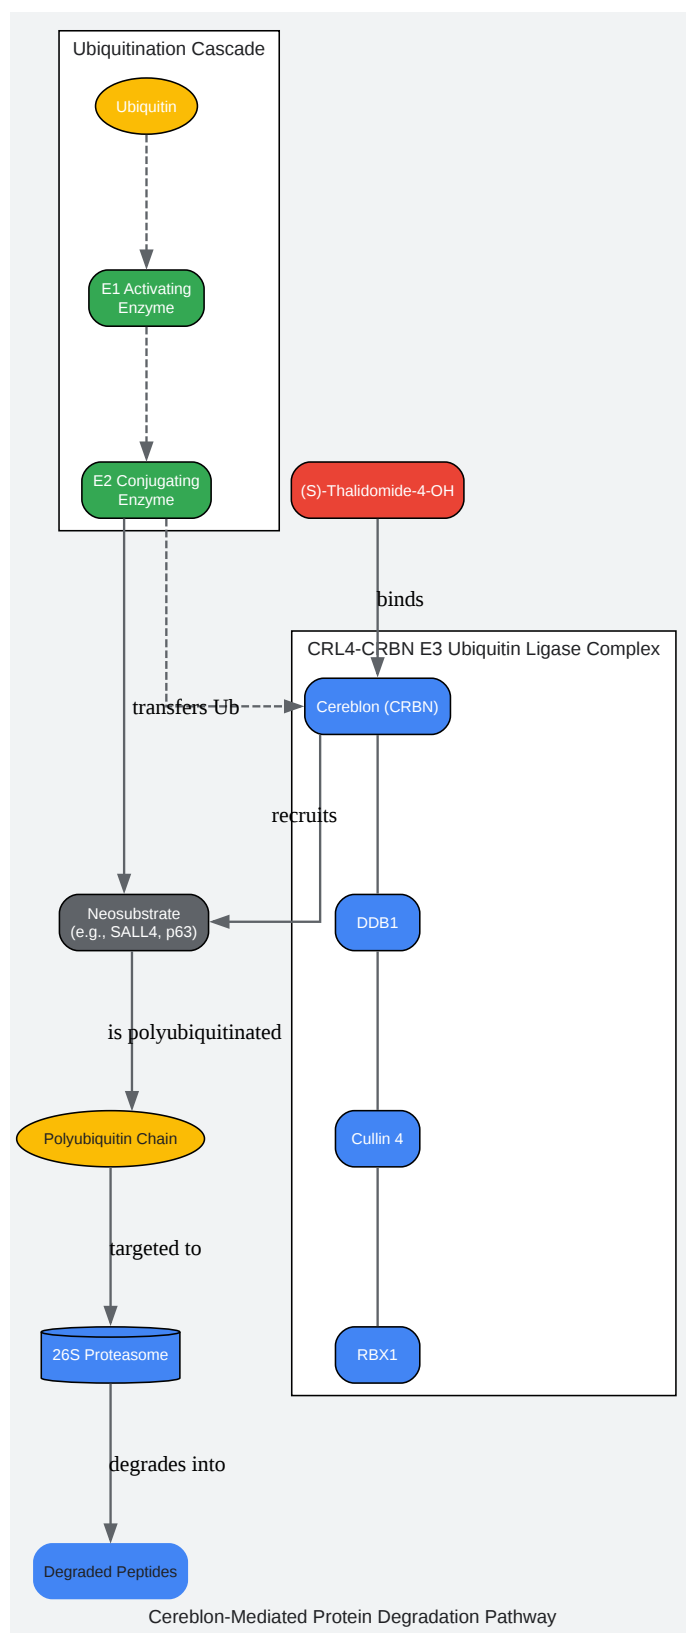 Ubiquitination Cascade
Ubiquitin
E1 Activating
Enzyme
E2 Conjugating
Enzyme
(S)-Thalidomide-4-OH
binds
CRL4-CRBN E3 Ubiquitin Ligase Complex
transfers Ub
Cereblon (CRBN)
recruits
Neosubstrate
(e.g., SALL4, p63)
DDB1
is polyubiquitinated
Polyubiquitin Chain
Cullin 4
targeted to
26S Proteasome
RBX1
degrades into
Degraded Peptides
Cereblon-Mediated Protein Degradation Pathway